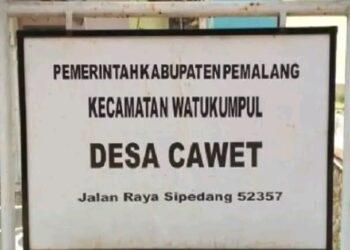 PEMERINTAH KABUPATEN PEMALANG
KECAMATAN WATUKUMPUL
DESA CAWET
Jalan Raya Sipedang 52357